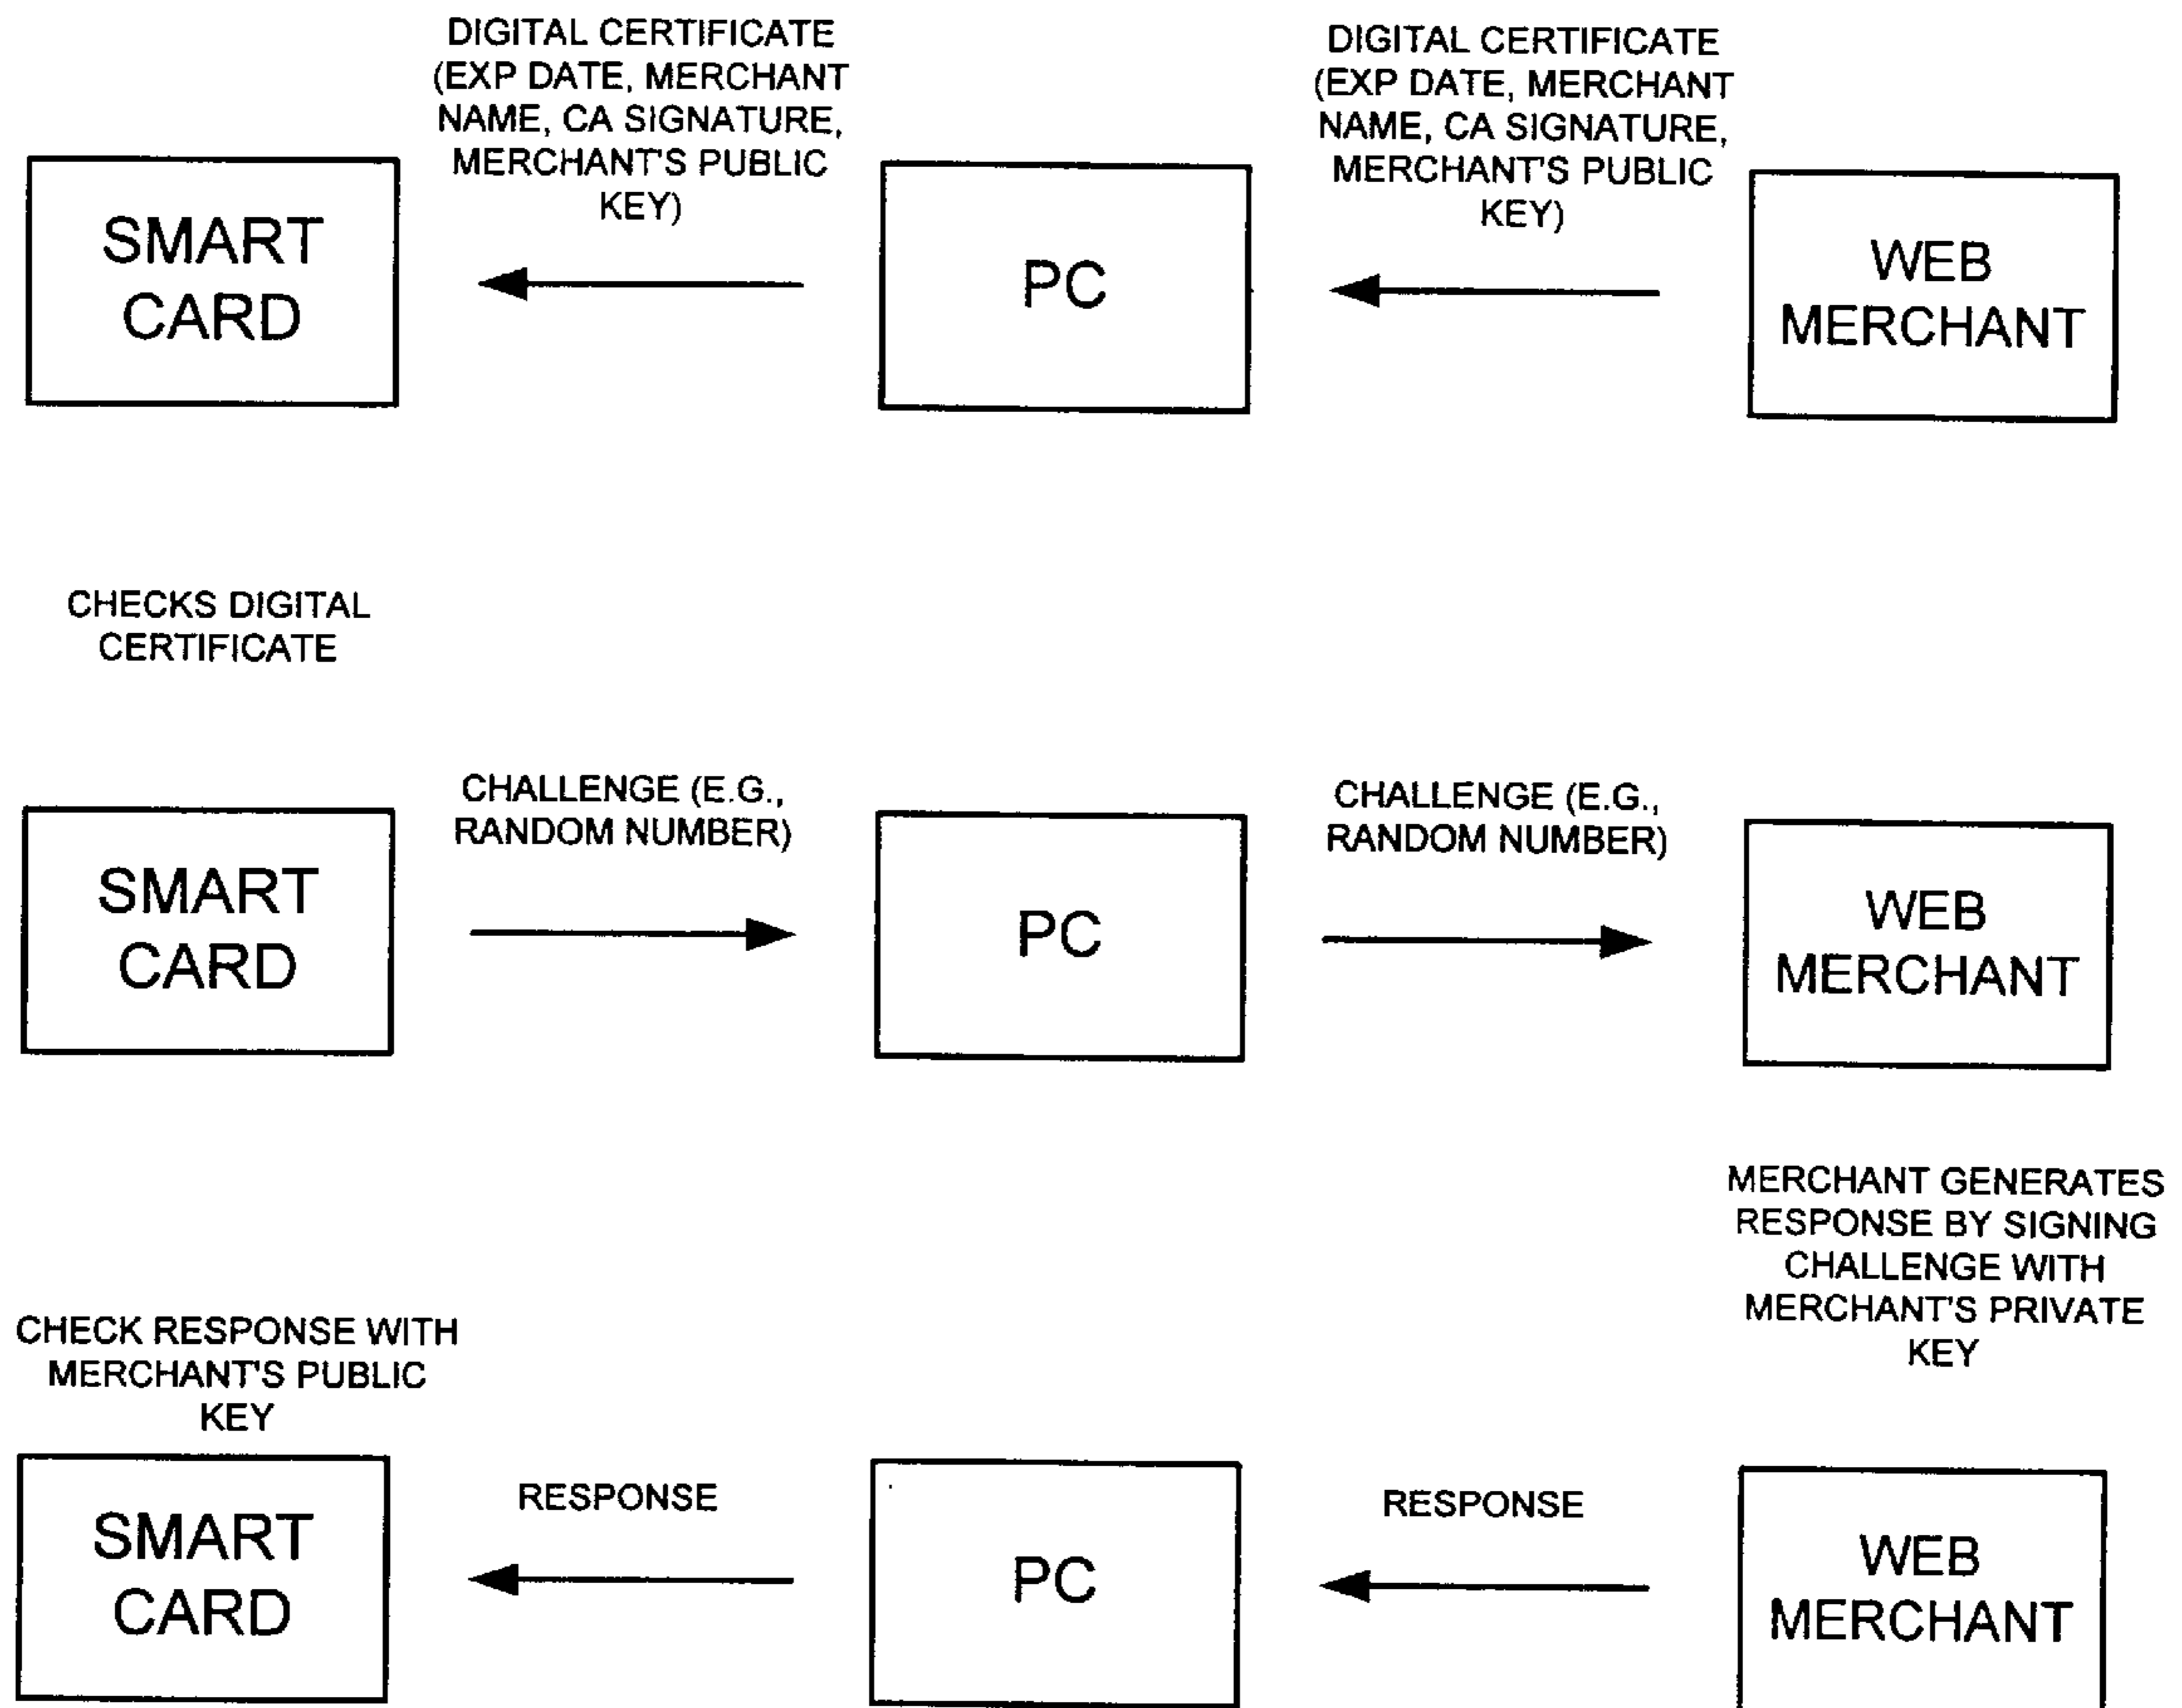 DIGITAL CERTIFICATE
(EXP DATE, MERCHANT
NAME, CA SIGNATURE,
MERCHANT'S PUBLIC
KEY)
DIGITAL CERTIFICATE
(EXP DATE, MERCHANT
NAME, CA SIGNATURE,
MERCHANT'S PUBLIC
KEY)
SMART
CARD
PC
WEB
MERCHANT
CHECKS DIGITAL
CERTIFICATE
CHALLENGE (E.G.,
RANDOM NUMBER)
CHALLENGE (E.G.,
RANDOM NUMBER)
SMART
CARD
PC
WEB
MERCHANT
MERCHANT GENERATES
RESPONSE BY SIGNING
CHALLENGE WITH
MERCHANT'S PRIVATE
KEY
CHECK RESPONSE WITH
MERCHANT'S PUBLIC
KEY
RESPONSE
RESPONSE
SMART
CARD
PC
WEB
MERCHANT